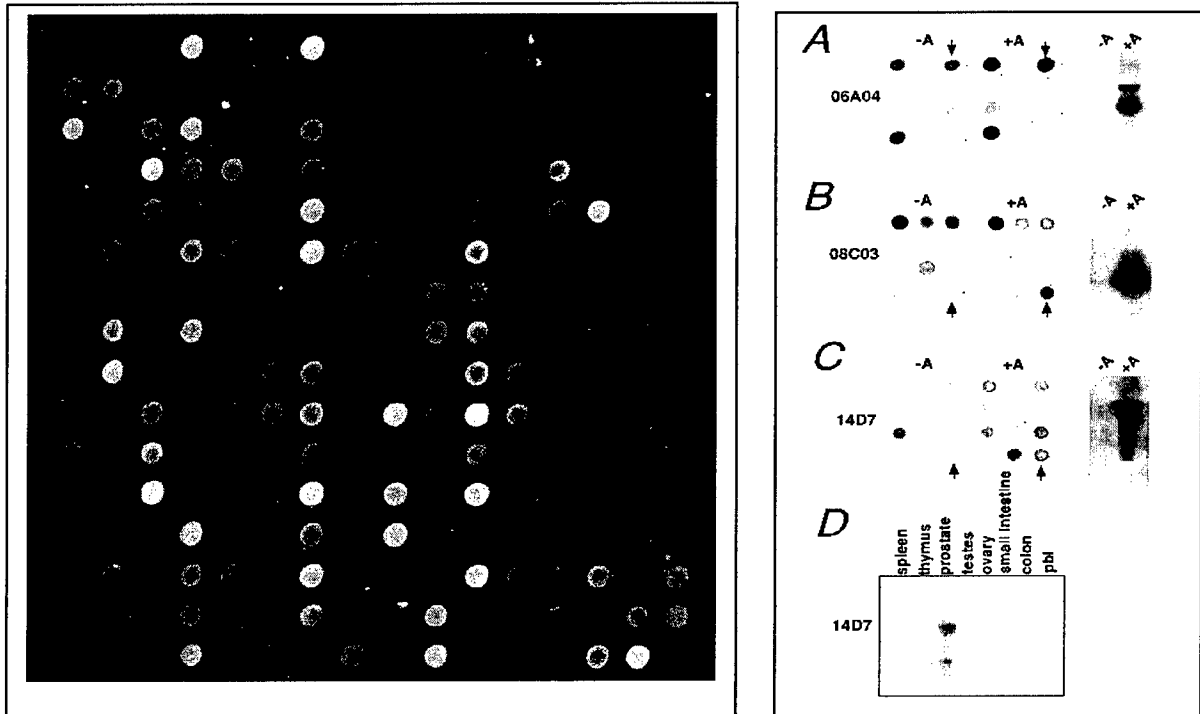 A
-A +A
-A +A
06A04
B
-A +A
-A +A
08C03
C
-A +A
-A +A
14D7
D
spleen
thymus
prostate
testes
ovary
small intestine
colon
pbl
14D7